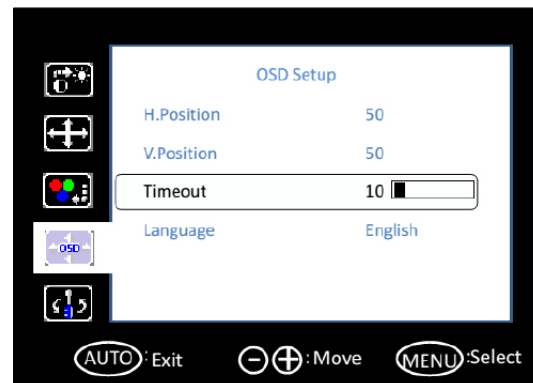 OSD Setup
H.Position 50
V.Position 50
Timeout 10
Language English
OSD
AUTO : Exit - + : Move MENU :Select